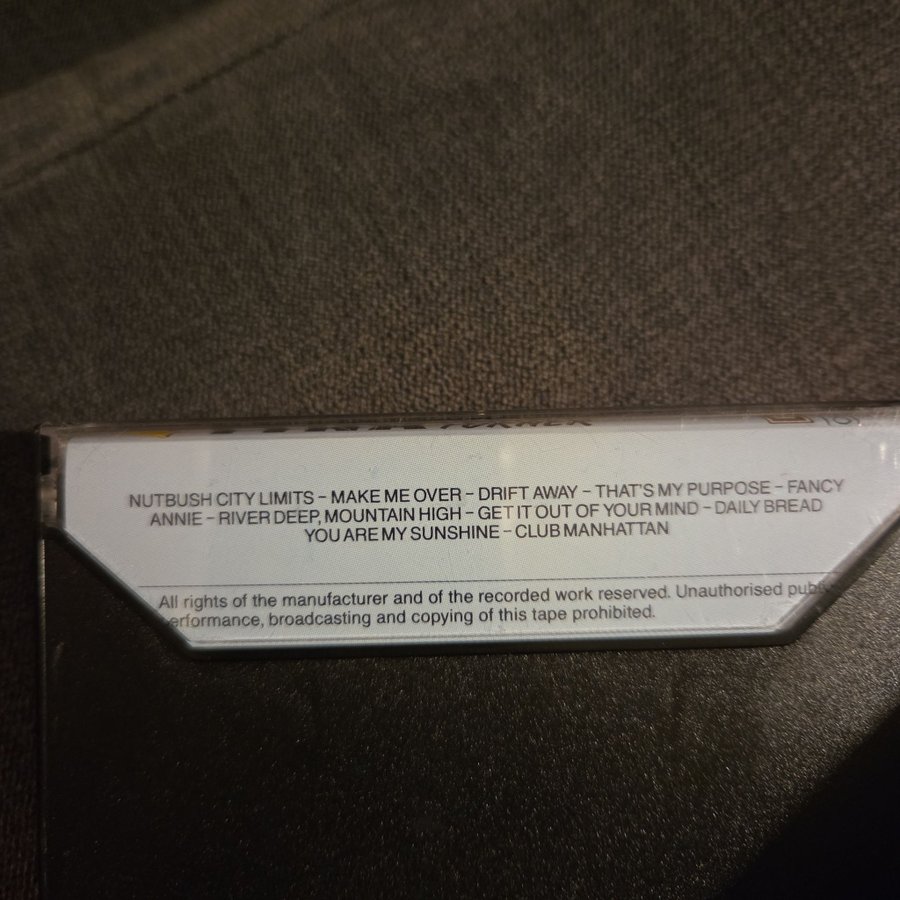 TURNER
NUTBUSH CITY LIMITS – MAKE ME OVER – DRIFT AWAY – THAT'S MY PURPOSE – FANCY
ANNIE – RIVER DEEP, MOUNTAIN HIGH – GET IT OUT OF YOUR MIND – DAILY BREAD
YOU ARE MY SUNSHINE – CLUB MANHATTAN
All rights of the manufacturer and of the recorded work reserved. Unauthorised
performance, broadcasting and copying of this tape prohibited.